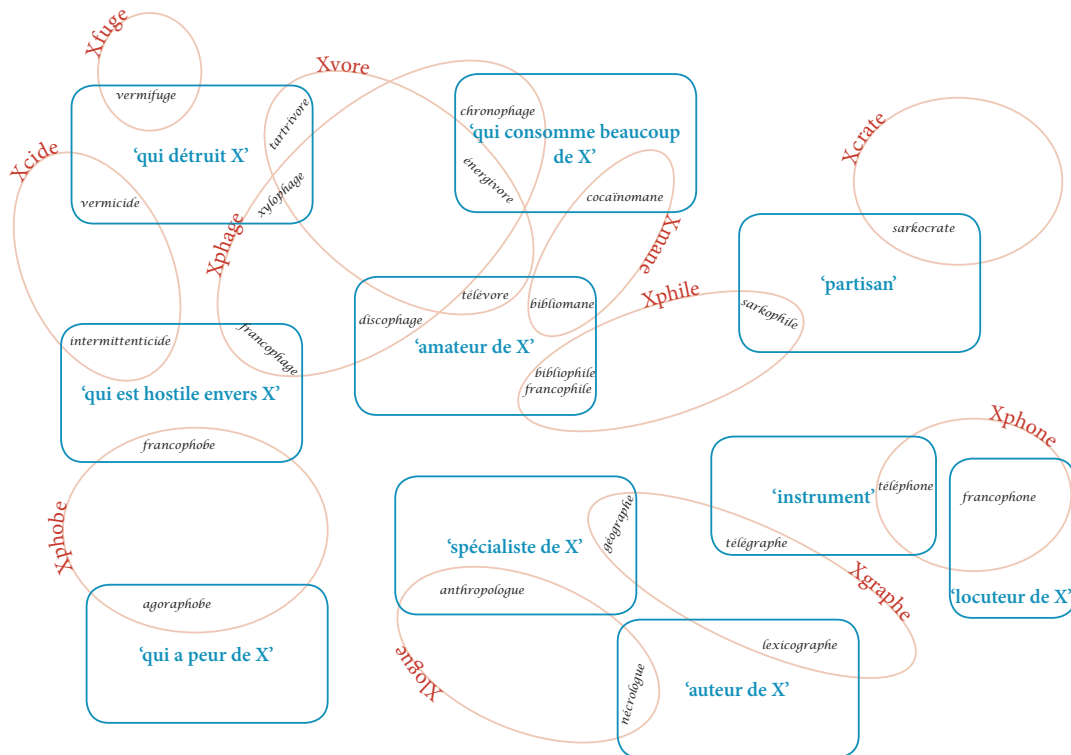 Xfuge
vermifuge
‘qui détruit X’
Xcide
vermicide
Xvore
tartrivore
xylophage
Xphage
chronophage
‘qui consomme beaucoup
de X’
énergivore
cocaïnomane
Xmane
Xcrate
sarkocrate
‘partisan’
sarkophile
Xphile
télévore
bibliomane
discophage
‘amateur de X’
bibliophile
francophile
intermittenticide
francophage
‘qui est hostile envers X’
francophobe
Xphobe
agoraphobe
‘qui a peur de X’
Xphone
‘instrument’
téléphone
francophone
télégraphe
‘locuteur de X’
géographe
‘spécialiste de X’
anthropologue
Xgraphe
lexicographe
Xlogue
nécrologue
‘auteur de X’